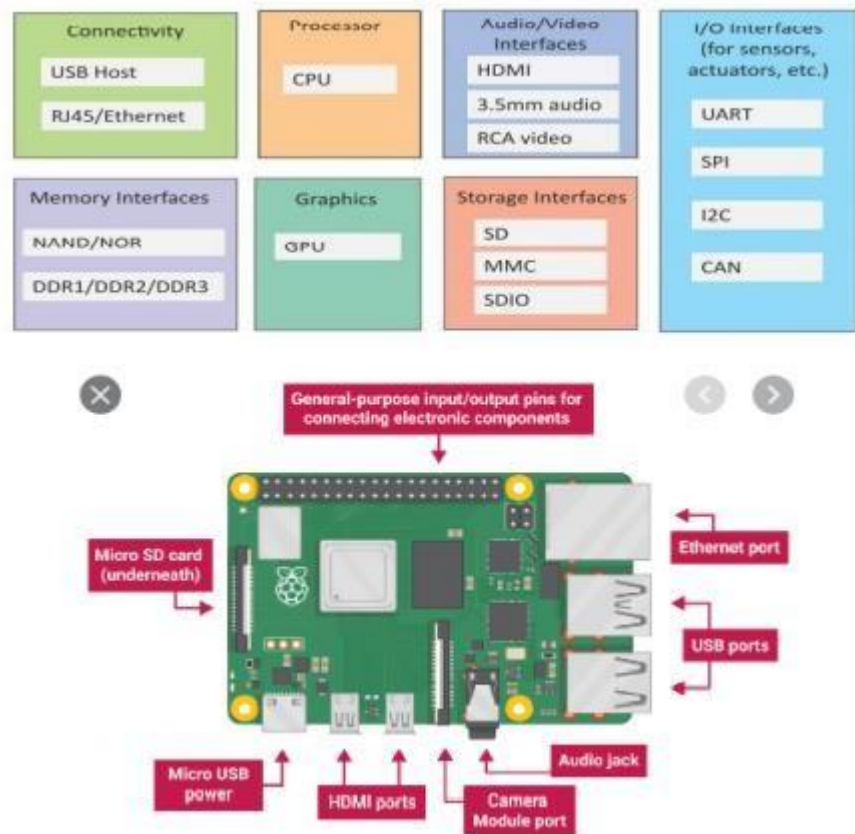 Connectivity
USB Host
RJ45/Ethernet
Processor
CPU
Audio/Video
Interfaces
HDMI
3.5mm audio
RCA video
I/O Interfaces
(for sensors,
actuators, etc.)
UART
SPI
I2C
CAN
Memory Interfaces
NAND/NOR
DDR1/DDR2/DDR3
Graphics
GPU
Storage Interfaces
SD
MMC
SDIO
General-purpose input/output pins for
connecting electronic components
Micro SD card
(underneath)
Ethernet port
USB ports
Micro USB
power
HDMI ports
Camera
Module port
Audio jack